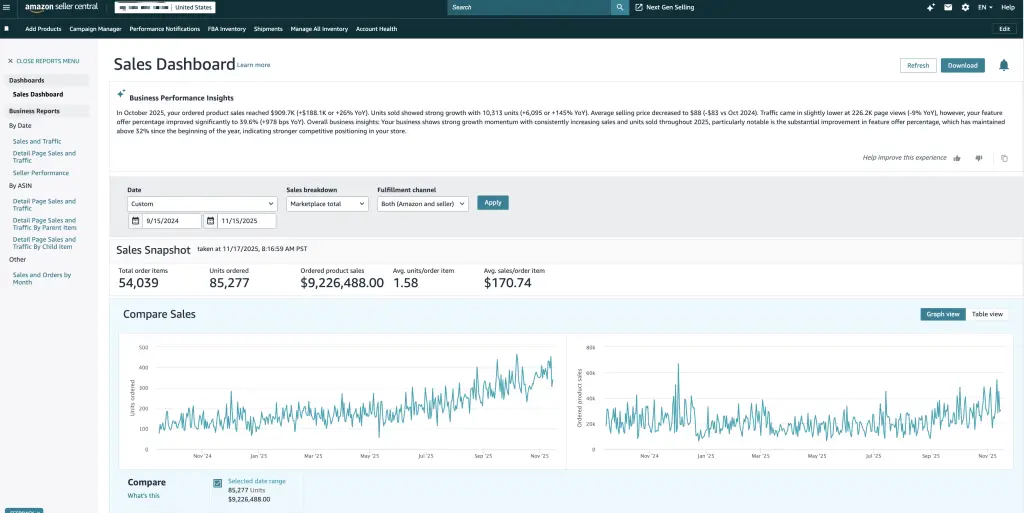 amazon seller central
United States
Search
Next Gen Selling
EN
Help
Add Products
Campaign Manager
Performance Notifications
FBA Inventory
Shipments
Manage All Inventory
Account Health
Edit
CLOSE REPORTS MENU
Dashboards
Sales Dashboard
Business Reports
By Date
Sales and Traffic
Detail Page Sales and
Traffic
Seller Performance
By ASIN
Detail Page Sales and
Traffic
Detail Page Sales and
Traffic By Parent Item
Detail Page Sales and
Traffic By Child Item
Other
Sales and Orders by
Month
Sales Dashboard
Learn more
Refresh
Download
Business Performance Insights
In October 2025, your ordered product sales reached $909.7K (+$188.1K or +26% YoY). Units sold showed strong growth with 10,313 units (+6,095 or +145% YoY). Average selling price decreased to $88 (-$83 vs Oct 2024). Traffic came in slightly lower at 226.2K page views (-9% YoY), however, your feature
offer percentage improved significantly to 39.6% (+978 bps YoY). Overall business insights: Your business shows strong growth momentum with consistently increasing sales and units sold throughout 2025, particularly notable is the substantial improvement in feature offer percentage, which has maintained
above 32% since the beginning of the year, indicating stronger competitive positioning in your store.
Help improve this experience
Date
Sales breakdown
Fulfillment channel
Custom
Marketplace total
Both (Amazon and seller)
Apply
9/15/2024
11/15/2025
Sales Snapshot
taken at 11/17/2025, 8:16:59 AM PST
Total order items
Units ordered
Ordered product sales
Avg. units/order item
Avg. sales/order item
54,039
85,277
$9,226,488.00
1.58
$170.74
Compare Sales
Graph view
Table view
Units ordered
500
400
300
200
100
0
Nov '24
Jan '25
Mar '25
May '25
Jul '25
Sep '25
Nov '25
Ordered product sales
80k
60k
40k
20k
0
Nov '24
Jan '25
Mar '25
May '25
Jul '25
Sep '25
Nov '25
Compare
What's this
Selected date range
85,277 Units
$9,226,488.00